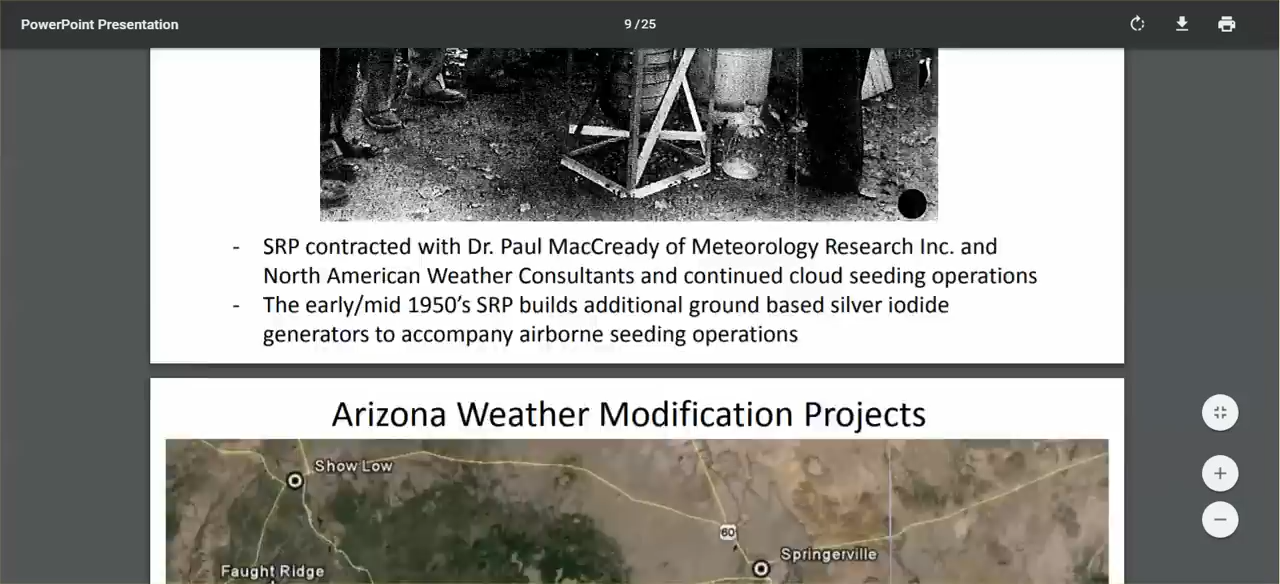 PowerPoint Presentation
9 / 25
- SRP contracted with Dr. Paul MacCready of Meteorology Research Inc. and
North American Weather Consultants and continued cloud seeding operations
- The early/mid 1950's SRP builds additional ground based silver iodide
generators to accompany airborne seeding operations
Arizona Weather Modification Projects
Show Low
60
Springerville
Faught Ridge